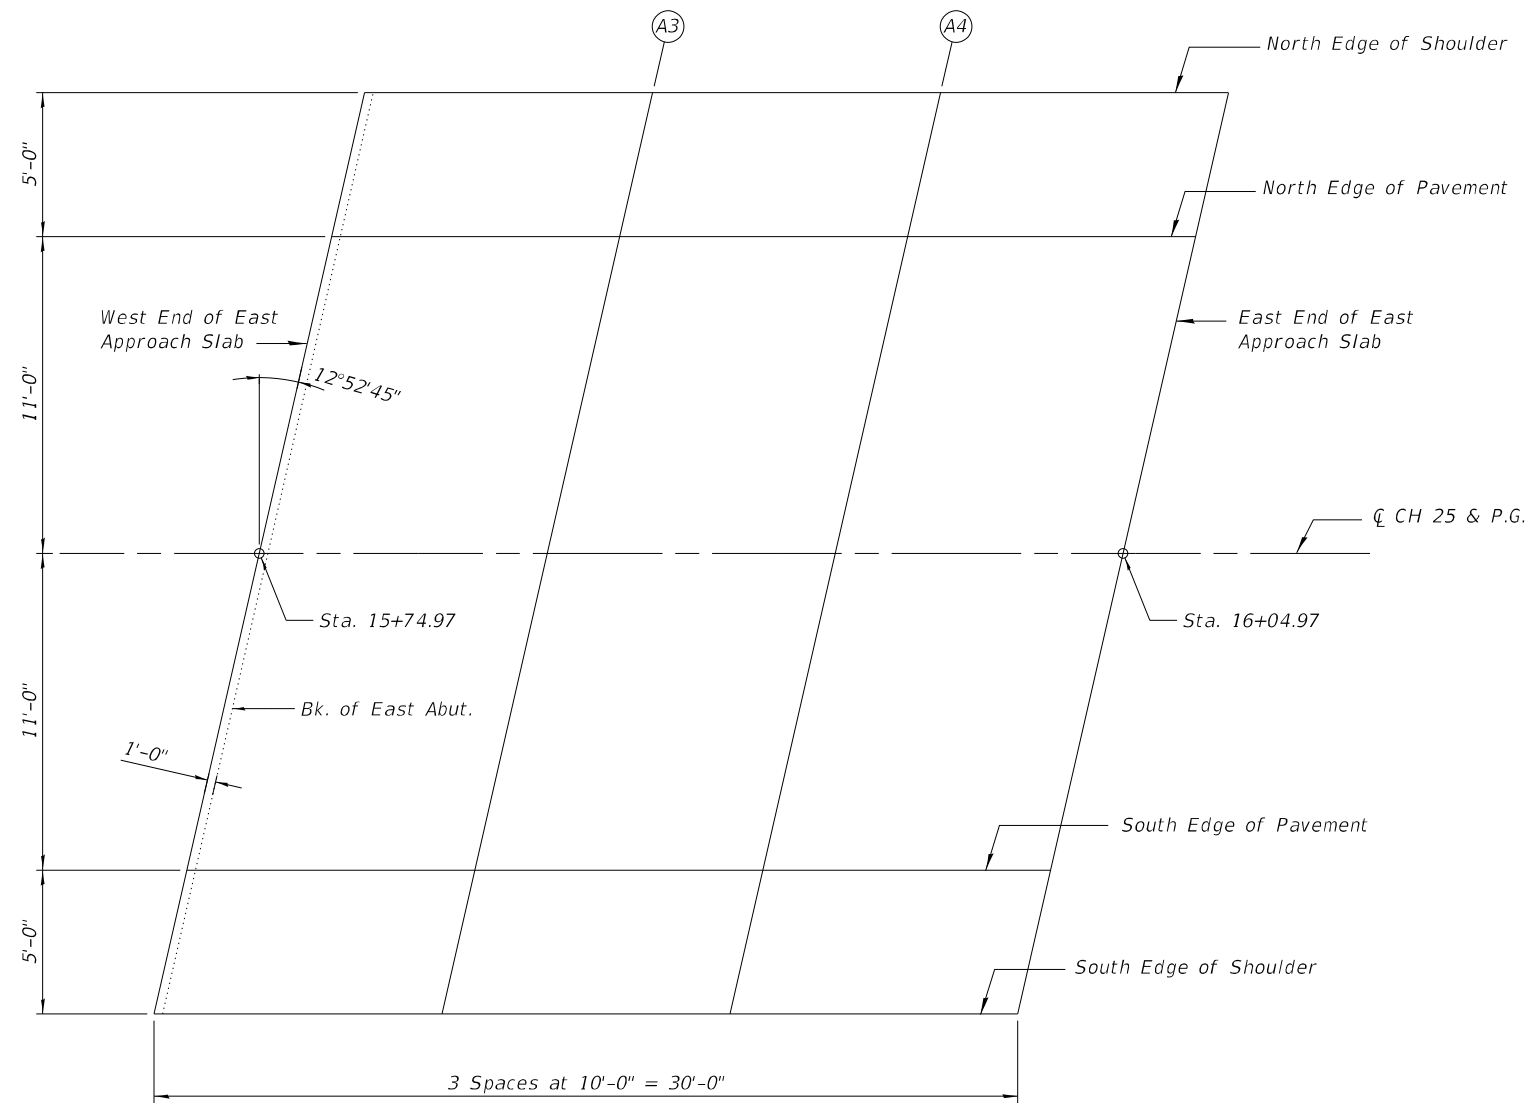 A3
A4
North Edge of Shoulder
5'-0"
North Edge of Pavement
West End of East
Approach Slab
East End of East
Approach Slab
12°52'45"
11'-0"
℄ CH 25 & P.G.
Sta. 15+74.97
Sta. 16+04.97
11'-0"
Bk. of East Abut.
1'-0"
South Edge of Pavement
5'-0"
South Edge of Shoulder
3 Spaces at 10'-0" = 30'-0"